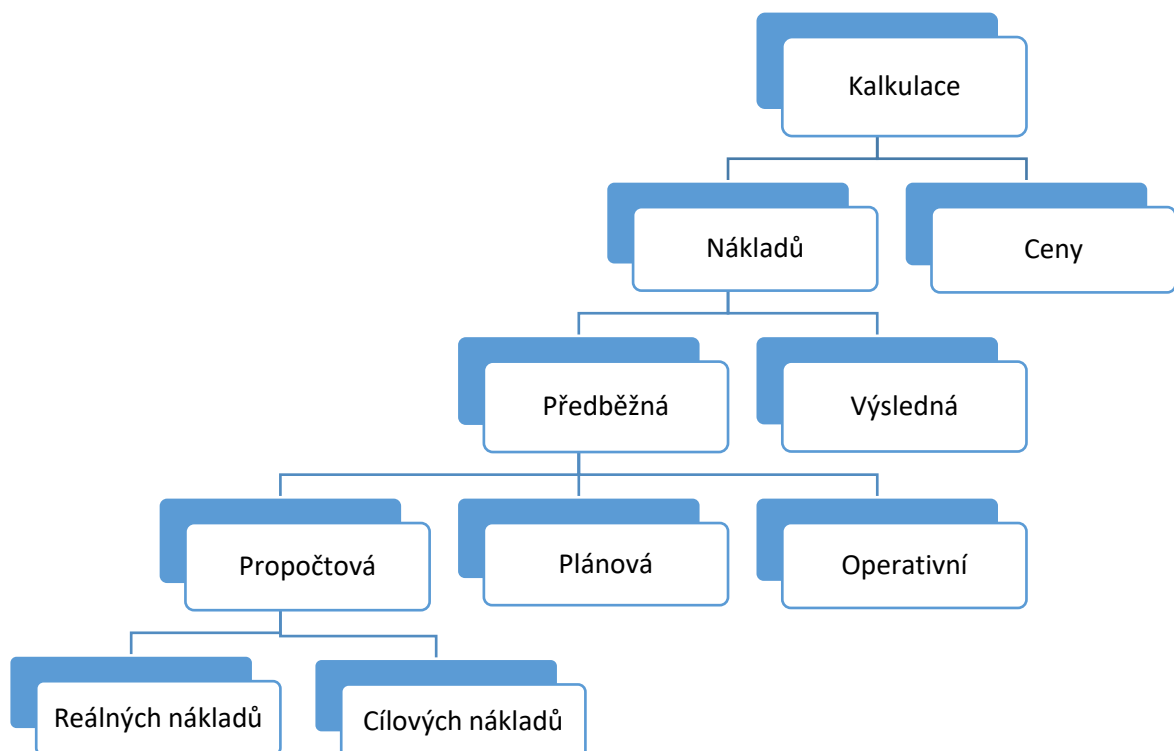 Kalkulace
Nákladů
Ceny
Předběžná
Výsledná
Propočtová
Plánová
Operativní
Reálných nákladů
Cílových nákladů